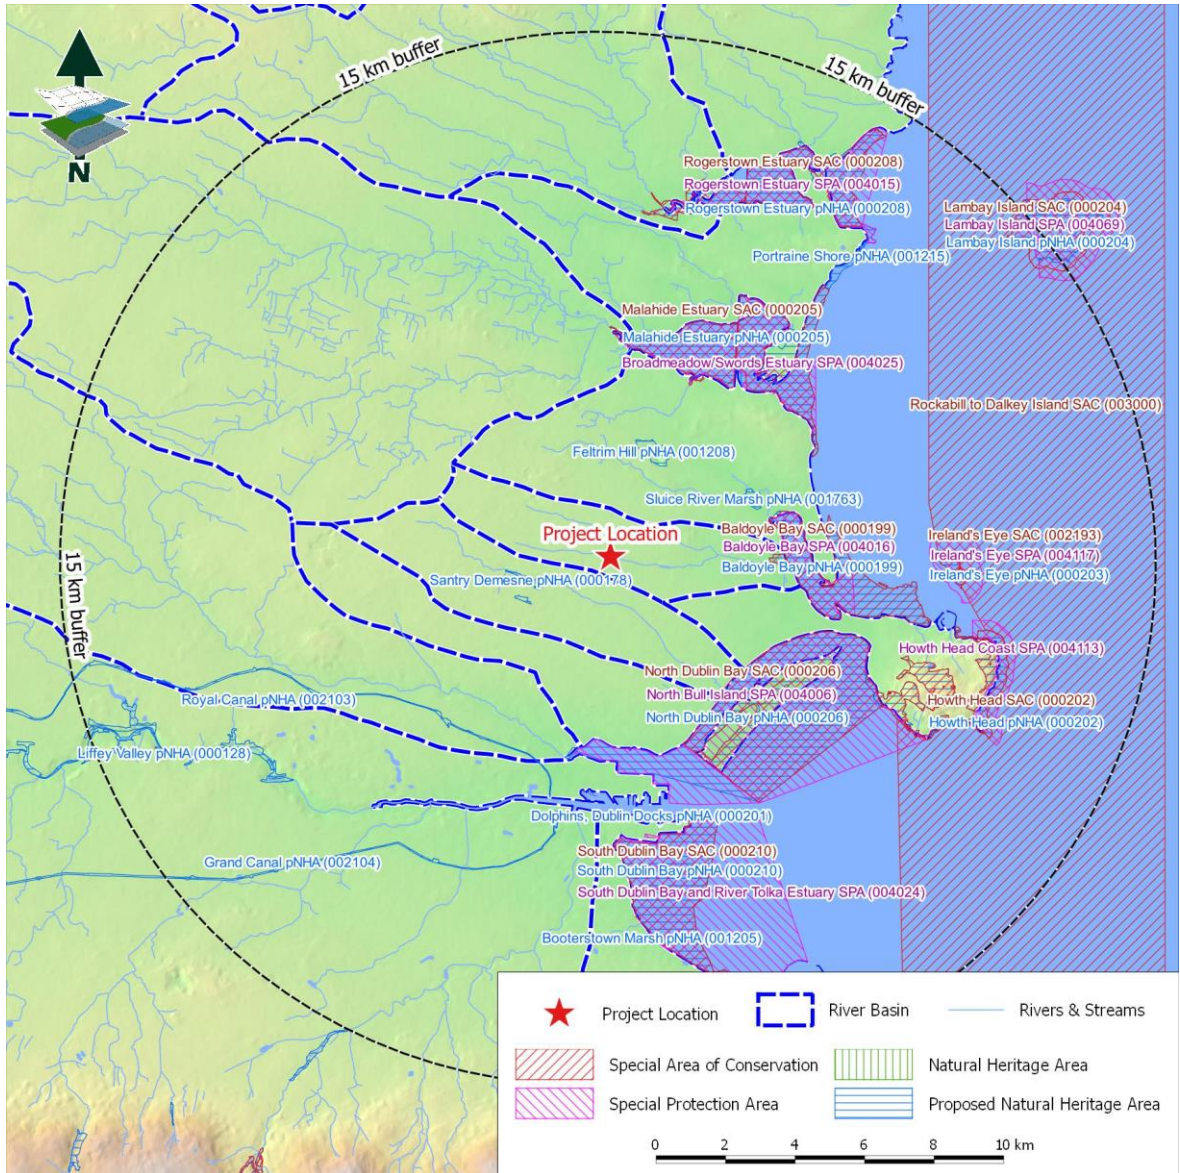 15 km buffer
15 km buffer
N
Rogerstown Estuary SAC (000208)
Rogerstown Estuary SPA (004015)
Rogerstown Estuary pNHA (000208)
Lambay Island SAC (000204)
Lambay Island SPA (004069)
Lambay Island pNHA (000204)
Portraine Shore pNHA (001215)
Malahide Estuary SAC (000205)
Malahide Estuary pNHA (000205)
Broadmeadow/Swords Estuary SPA (004025)
Rockabill to Dalkey Island SAC (003000)
Feltrim Hill pNHA (001208)
Sluice River Marsh pNHA (001763)
Project Location
Baldoyle Bay SAC (000199)
Baldoyle Bay SPA (004016)
Baldoyle Bay pNHA (000199)
Ireland's Eye SAC (002193)
Ireland's Eye SPA (004117)
Ireland's Eye pNHA (000203)
Santry Demesne pNHA (000178)
15 km buffer
Howth Head Coast SPA (004113)
North Dublin Bay SAC (000206)
North Bull Island SPA (004006)
North Dublin Bay pNHA (000206)
Howth Head SAC (000202)
Howth Head pNHA (000202)
Royal Canal pNHA (002103)
Liffey Valley pNHA (000128)
Dolphins, Dublin Docks pNHA (000201)
South Dublin Bay SAC (000210)
Grand Canal pNHA (002104)
South Dublin Bay pNHA (000210)
South Dublin Bay and River Tolka Estuary SPA (004024)
Booterstown Marsh pNHA (001205)
Project Location
River Basin
Rivers & Streams
Special Area of Conservation
Natural Heritage Area
Special Protection Area
Proposed Natural Heritage Area
0 2 4 6 8 10 km